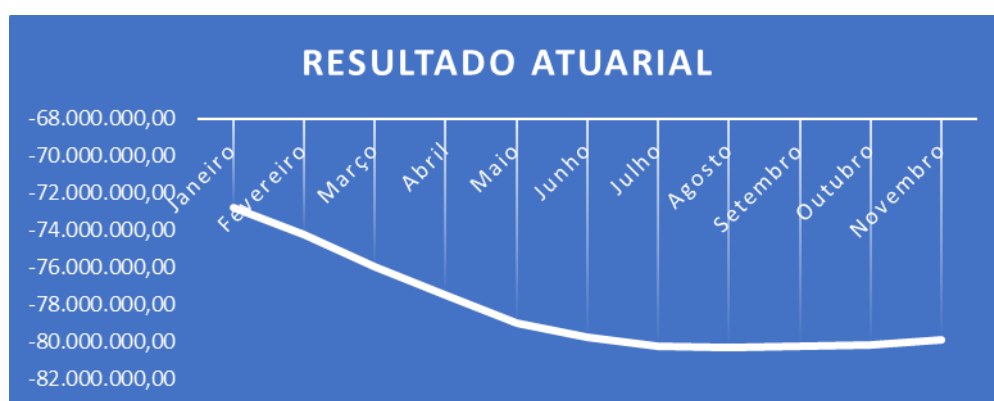 RESULTADO ATUARIAL
-68.000.000,00
-70.000.000,00
-72.000.000,00
-74.000.000,00
-76.000.000,00
-78.000.000,00
-80.000.000,00
-82.000.000,00
Janeiro
Fevereiro
Março
Abril
Maio
Junho
Julho
Agosto
Setembro
Outubro
Novembro